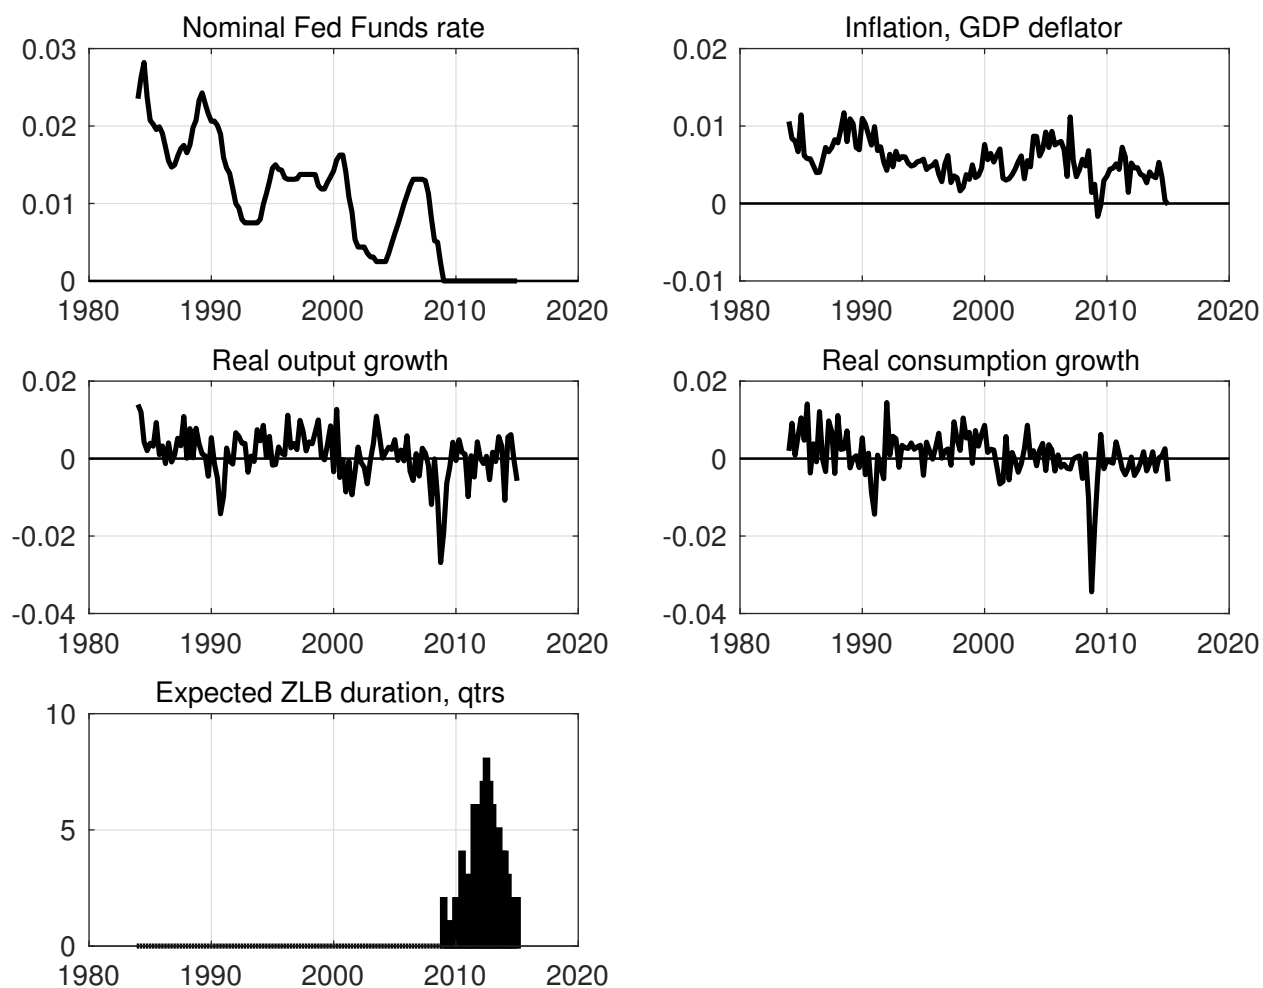 Nominal Fed Funds rate
0.03
0.02
0.01
0
1980 1990 2000 2010 2020
Inflation, GDP deflator
0.02
0.01
0
-0.01
1980 1990 2000 2010 2020
Real output growth
0.02
0
-0.02
-0.04
1980 1990 2000 2010 2020
Real consumption growth
0.02
0
-0.02
-0.04
1980 1990 2000 2010 2020
Expected ZLB duration, qtrs
10
5
0
1980 1990 2000 2010 2020